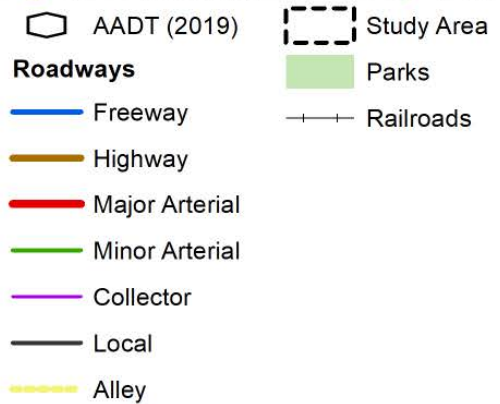 AADT (2019)
Roadways
Freeway
Highway
Major Arterial
Minor Arterial
Collector
Local
Alley
Study Area
Parks
Railroads